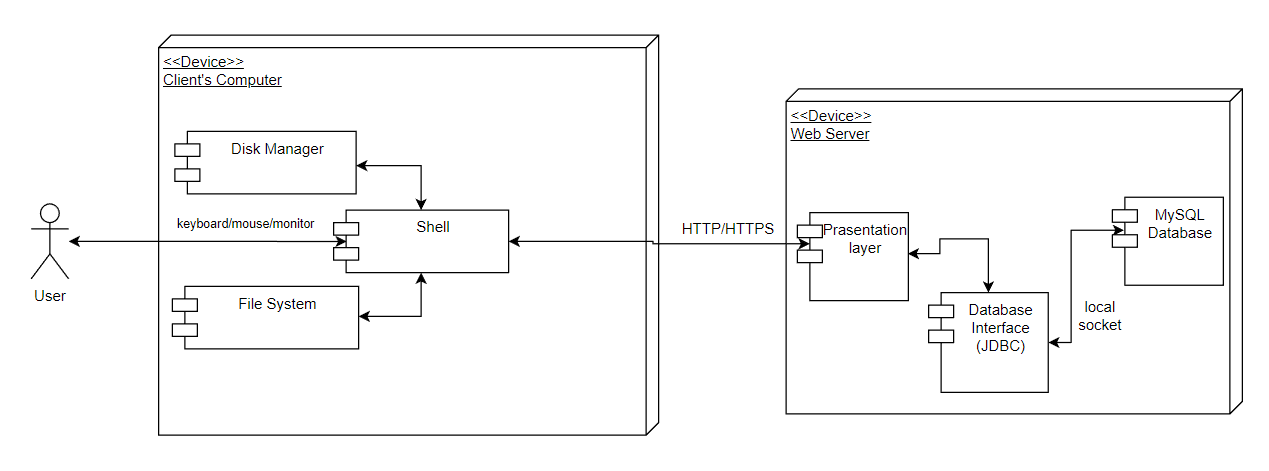 <<Device>>
Client's Computer
Disk Manager
keyboard/mouse/monitor
Shell
File System
User
HTTP/HTTPS
<<Device>>
Web Server
Prasentation
layer
MySQL
Database
Database
Interface
(JDBC)
local
socket